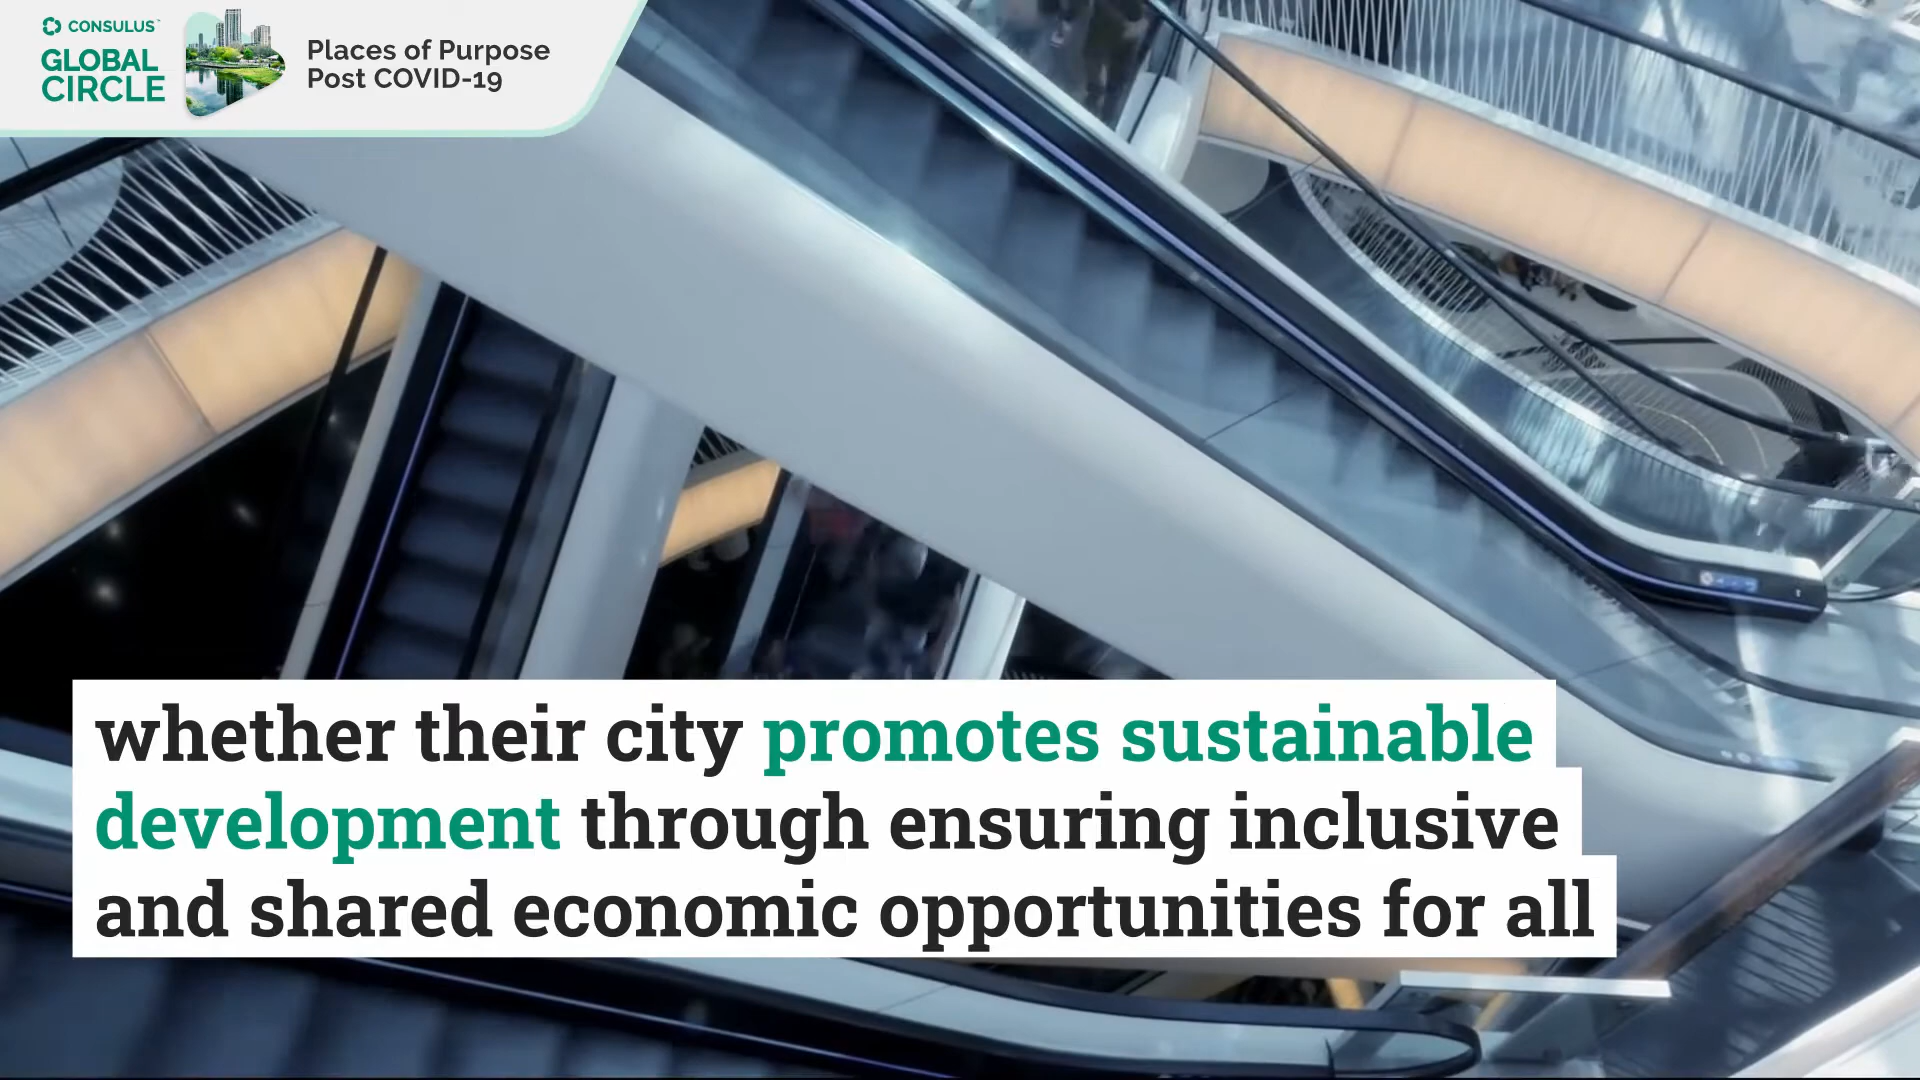 CONSULUS™
GLOBAL
CIRCLE
Places of Purpose
Post COVID-19
whether their city promotes sustainable
development through ensuring inclusive
and shared economic opportunities for all